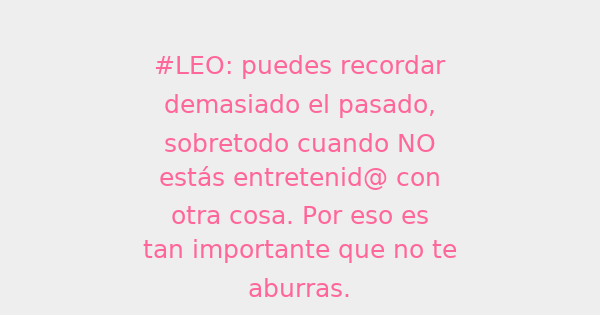 #LEO: puedes recordar
demasiado el pasado,
sobretodo cuando NO
estás entretenid@ con
otra cosa. Por eso es
tan importante que no te
aburras.